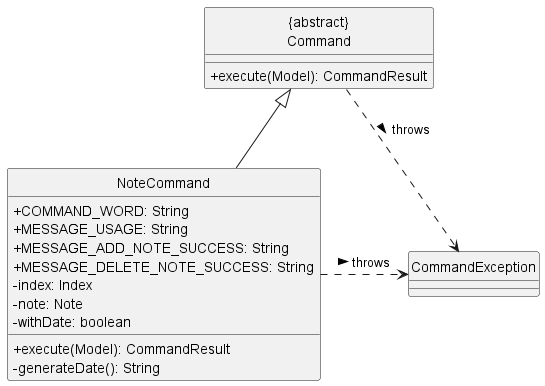 {abstract}
Command
+execute(Model): CommandResult
throws
NoteCommand
+COMMAND_WORD: String
+MESSAGE_USAGE: String
+MESSAGE_ADD_NOTE_SUCCESS: String
+MESSAGE_DELETE_NOTE_SUCCESS: String
-index: Index
-note: Note
-withDate: boolean
+execute(Model): CommandResult
-generateDate(): String
throws
CommandException